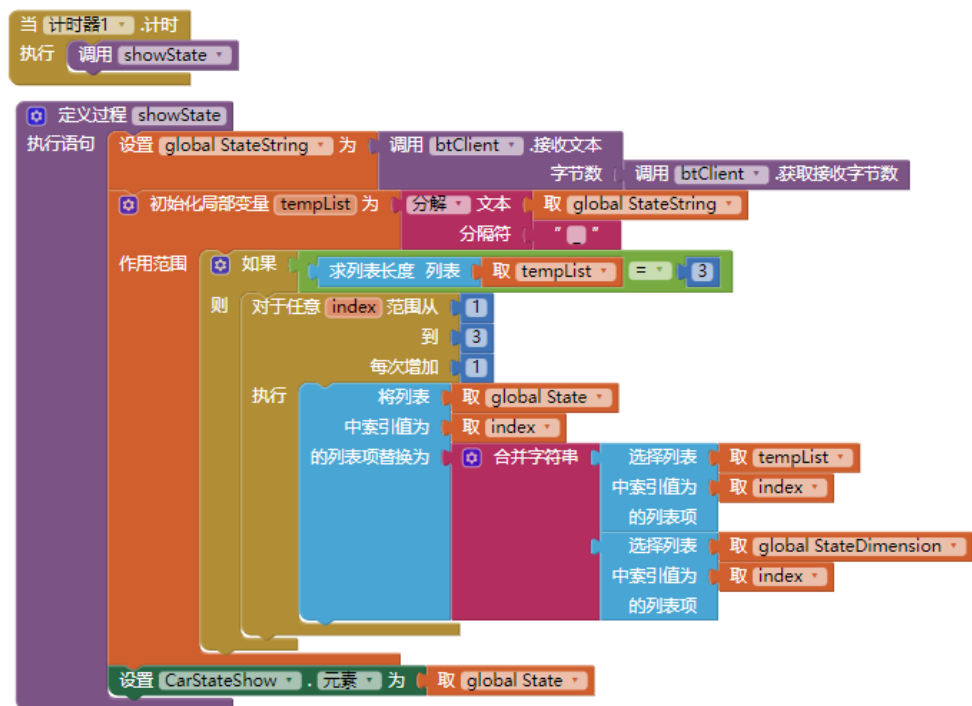 当 计时器1 .计时
执行 调用 showState
定义过程 showState
执行语句 设置 global StateString 为 调用 btClient .接收文本
字节数 调用 btClient .获取接收字节数
初始化局部变量 tempList 为 分解 文本 取 global StateString
分隔符 " _ "
作用范围 如果 求列表长度 列表 取 tempList = 3
则 对于任意 index 范围从 1
到 3
每次增加 1
执行 将列表 取 global State
中索引值为 取 index
的列表项替换为 合并字符串 选择列表 取 tempList
中索引值为 取 index
的列表项
选择列表 取 global StateDimension
中索引值为 取 index
的列表项
设置 CarStateShow . 元素 为 取 global State